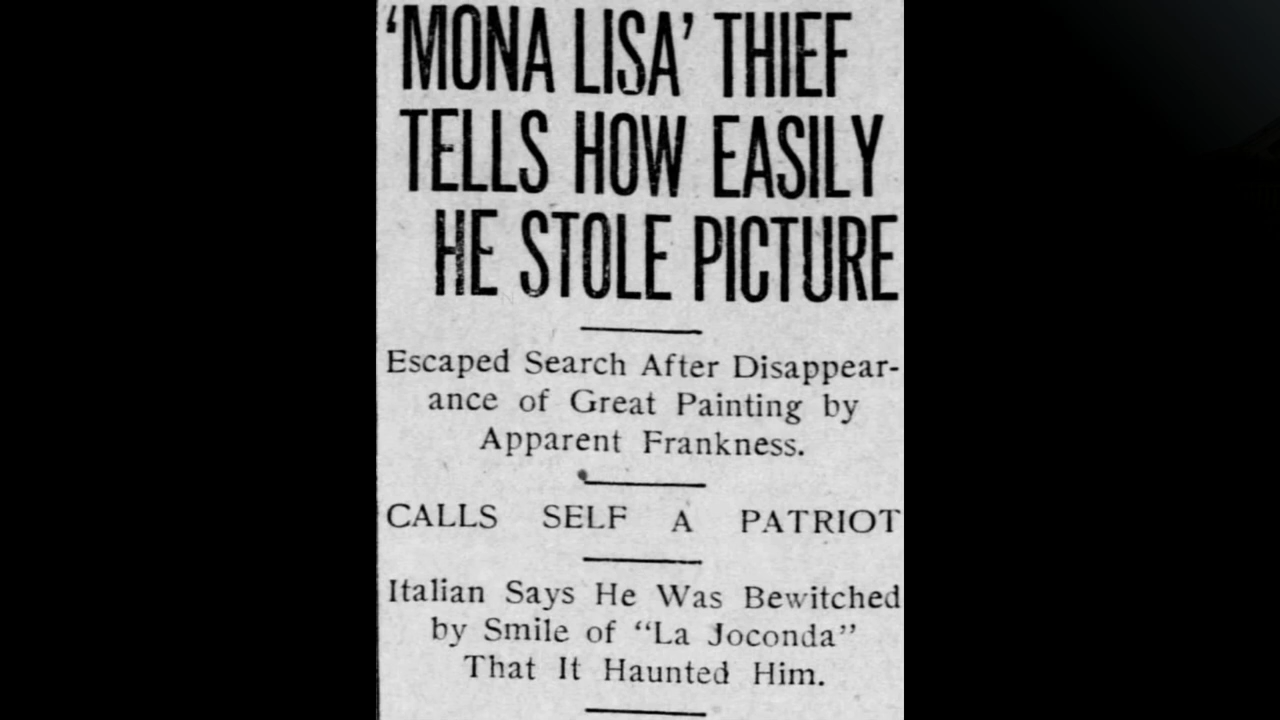 ‘MONA LISA’ THIEF
TELLS HOW EASILY
HE STOLE PICTURE
Escaped Search After Disappear-
ance of Great Painting by
Apparent Frankness.
CALLS SELF A PATRIOT
Italian Says He Was Bewitched
by Smile of “La Joconda”
That It Haunted Him.